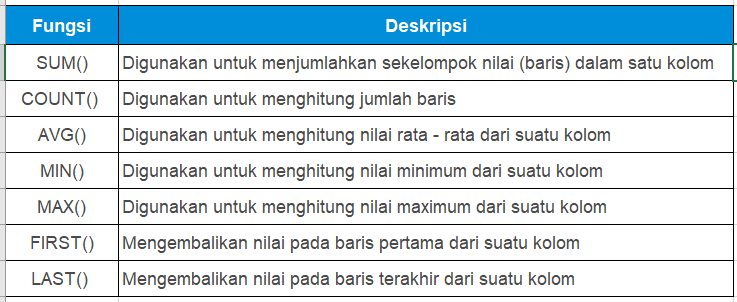 Fungsi Deskripsi
SUM() Digunakan untuk menjumlahkan sekelompok nilai (baris) dalam satu kolom
COUNT() Digunakan untuk menghitung jumlah baris
AVG() Digunakan untuk menghitung nilai rata - rata dari suatu kolom
MIN() Digunakan untuk menghitung nilai minimum dari suatu kolom
MAX() Digunakan untuk menghitung nilai maximum dari suatu kolom
FIRST() Mengembalikan nilai pada baris pertama dari suatu kolom
LAST() Mengembalikan nilai pada baris terakhir dari suatu kolom